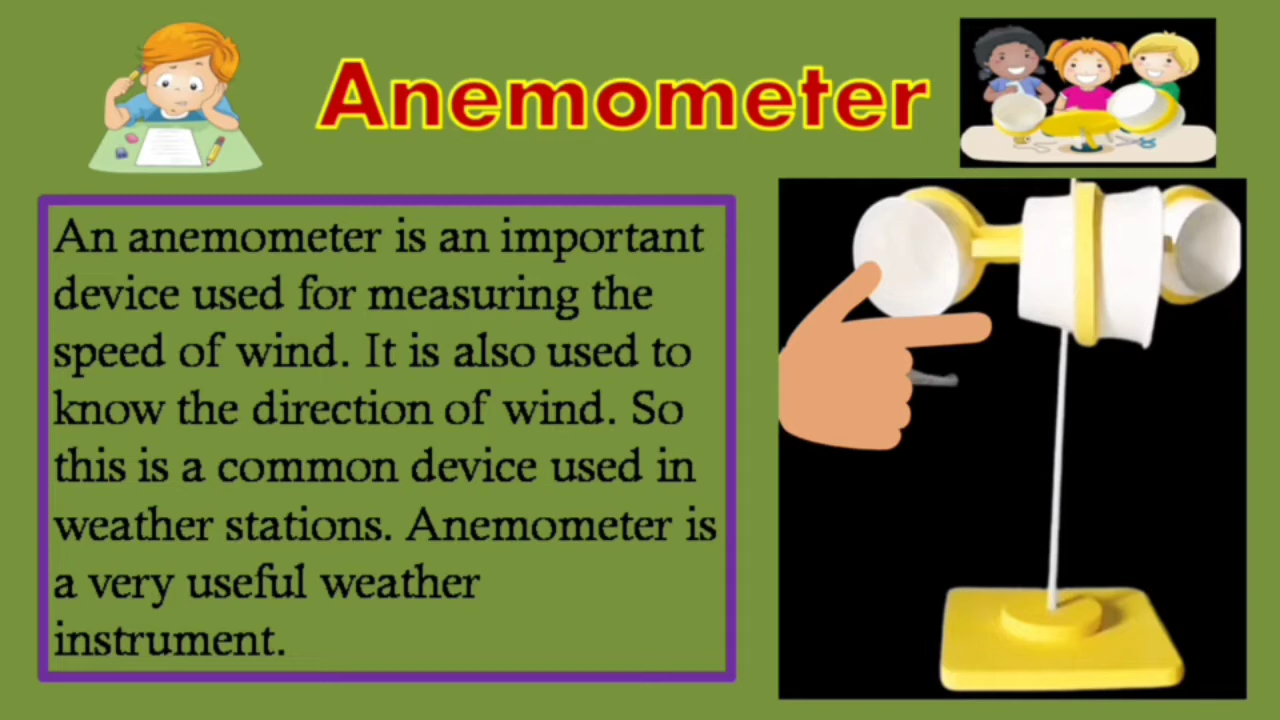 Anemometer
An anemometer is an important
device used for measuring the
speed of wind. It is also used to
know the direction of wind. So
this is a common device used in
weather stations. Anemometer is
a very useful weather
instrument.